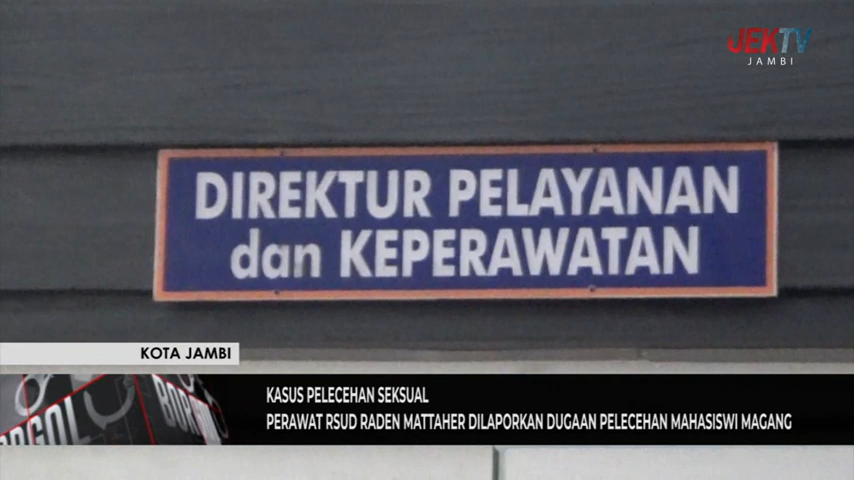 JEKTV
JAMBI
DIREKTUR PELAYANAN
dan KEPERAWATAN
KOTA JAMBI
KASUS PELECEHAN SEKSUAL
PERAWAT RSUD RADEN MATTAHER DILAPORKAN DUGAAN PELECEHAN MAHASISWI MAGANG